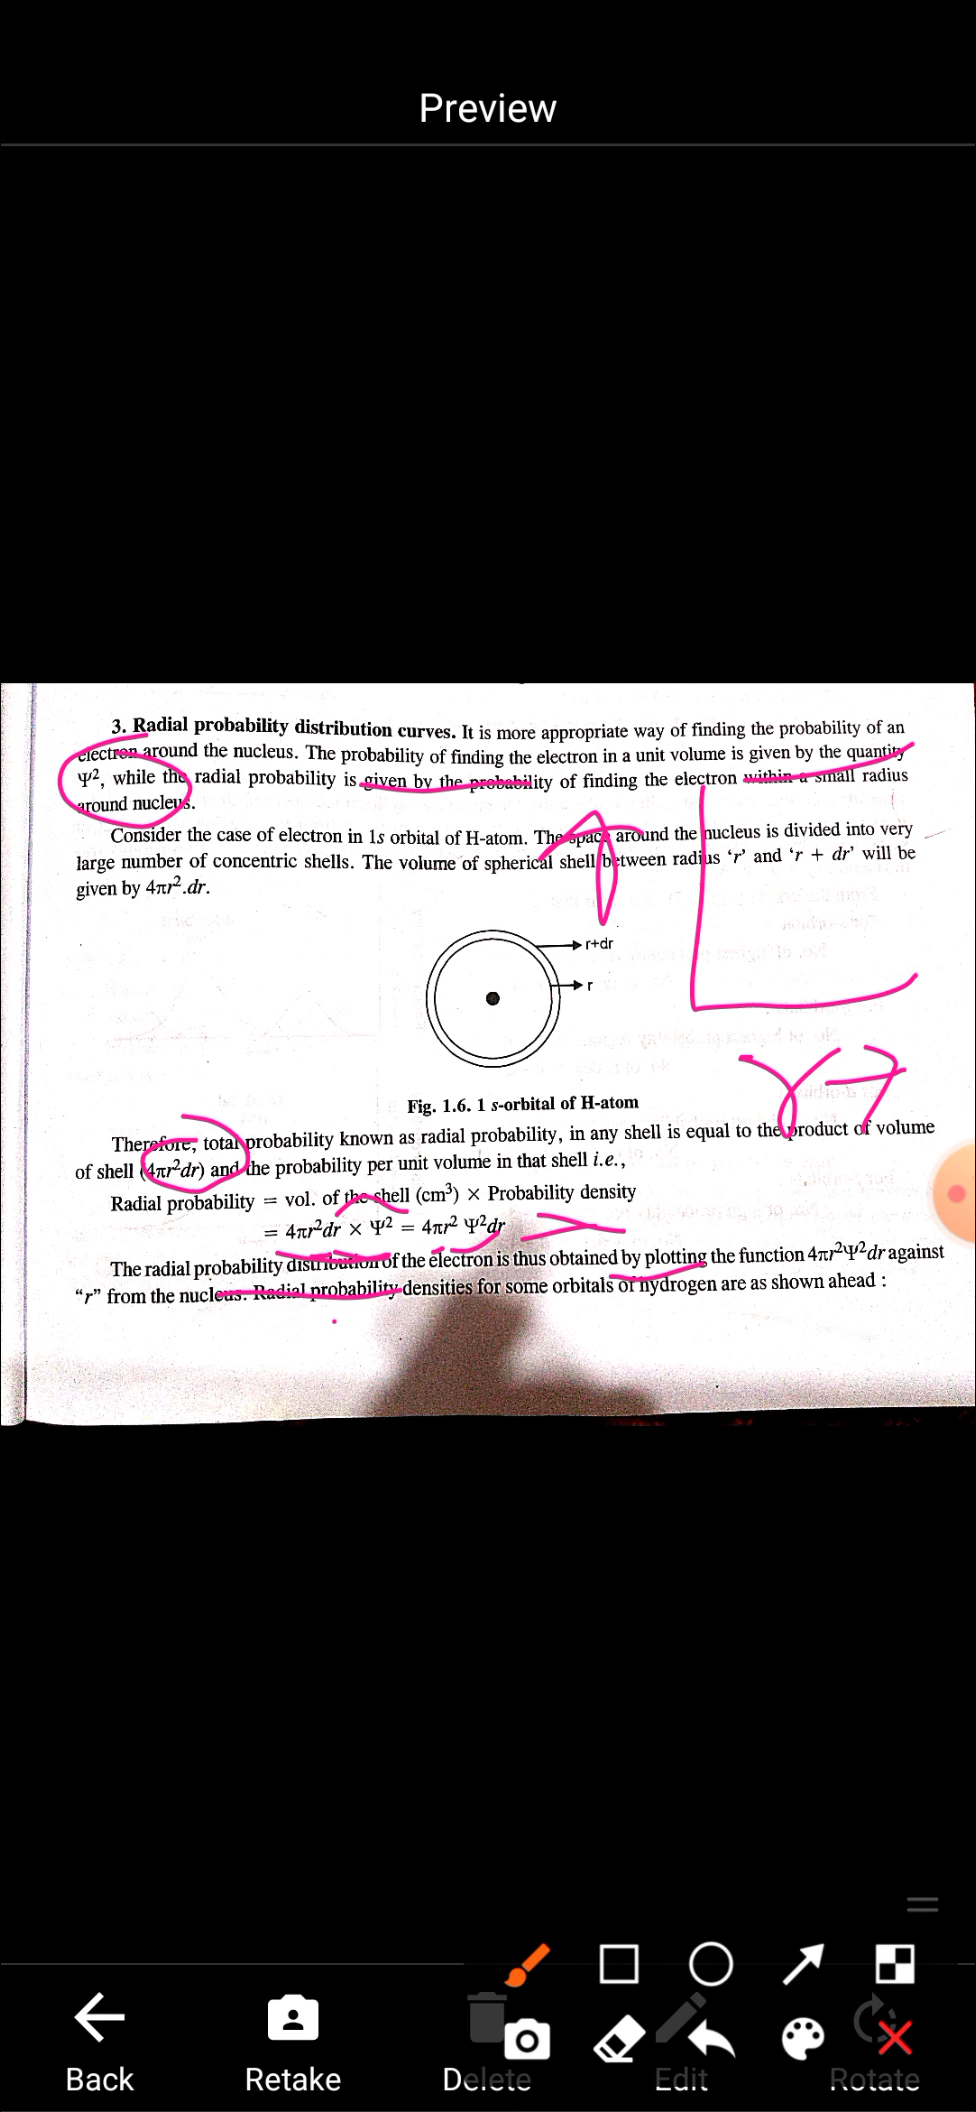 Preview
3. Radial probability distribution curves. It is more appropriate way of finding the probability of an
electron around the nucleus. The probability of finding the electron in a unit volume is given by the quantity
Ψ², while the radial probability is given by the probability of finding the electron within a small radius
around nucleus.
Consider the case of electron in 1s orbital of H-atom. The space around the nucleus is divided into very
large number of concentric shells. The volume of spherical shell between radius ‘r’ and ‘r + dr’ will be
given by 4πr².dr.
r+dr
r
Fig. 1.6. 1 s-orbital of H-atom
Therefore, total probability known as radial probability, in any shell is equal to the product of volume
of shell (4πr²dr) and the probability per unit volume in that shell i.e.,
Radial probability = vol. of the shell (cm³) × Probability density
= 4πr²dr × Ψ² = 4πr² Ψ²dr
The radial probability distribution of the electron is thus obtained by plotting the function 4πr²Ψ²dr against
“r” from the nucleus. Radial probability densities for some orbitals of hydrogen are as shown ahead :
Back
Retake
Delete
Edit
Rotate